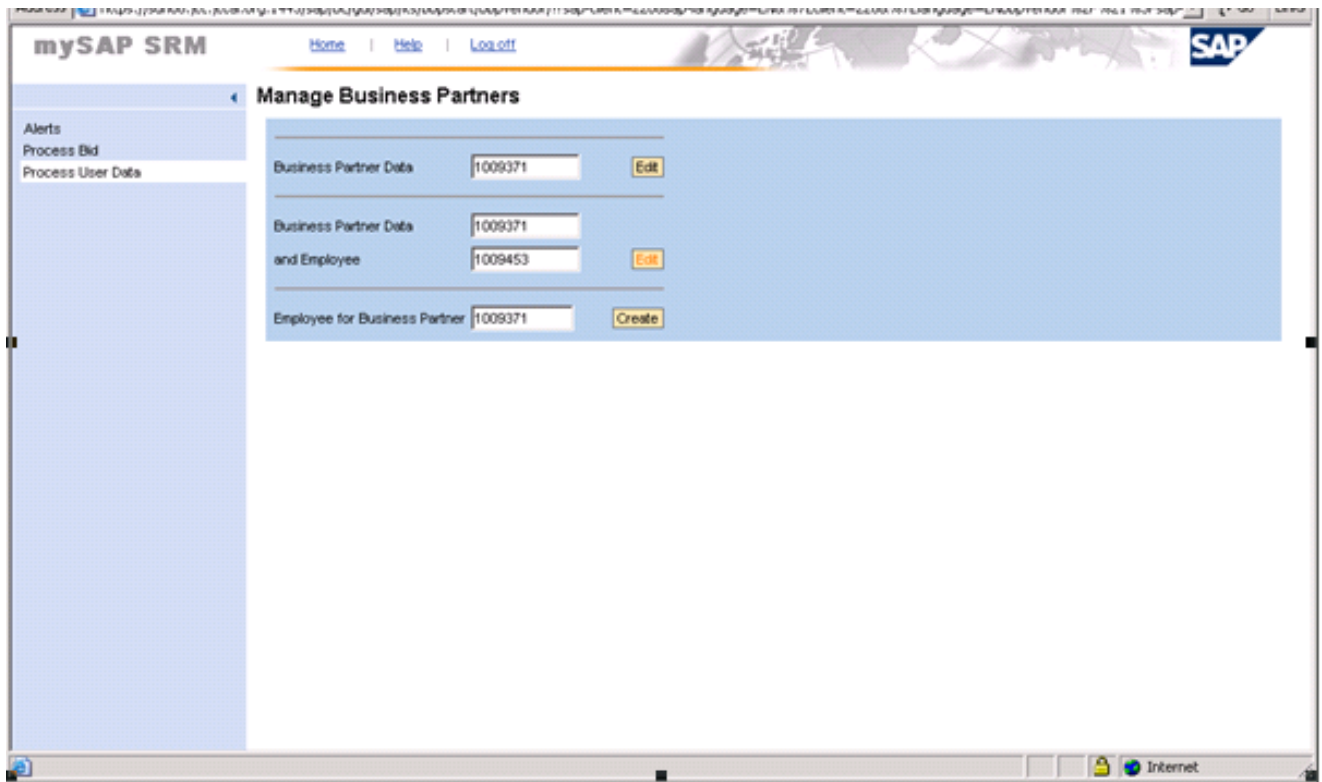 mySAP SRM
Home | Help | Log off
SAP
Manage Business Partners
Alerts
Process Bid
Process User Data
Business Partner Data 1009371 Edit
Business Partner Data 1009371
and Employee 1009453 Edit
Employee for Business Partner 1009371 Create
Internet